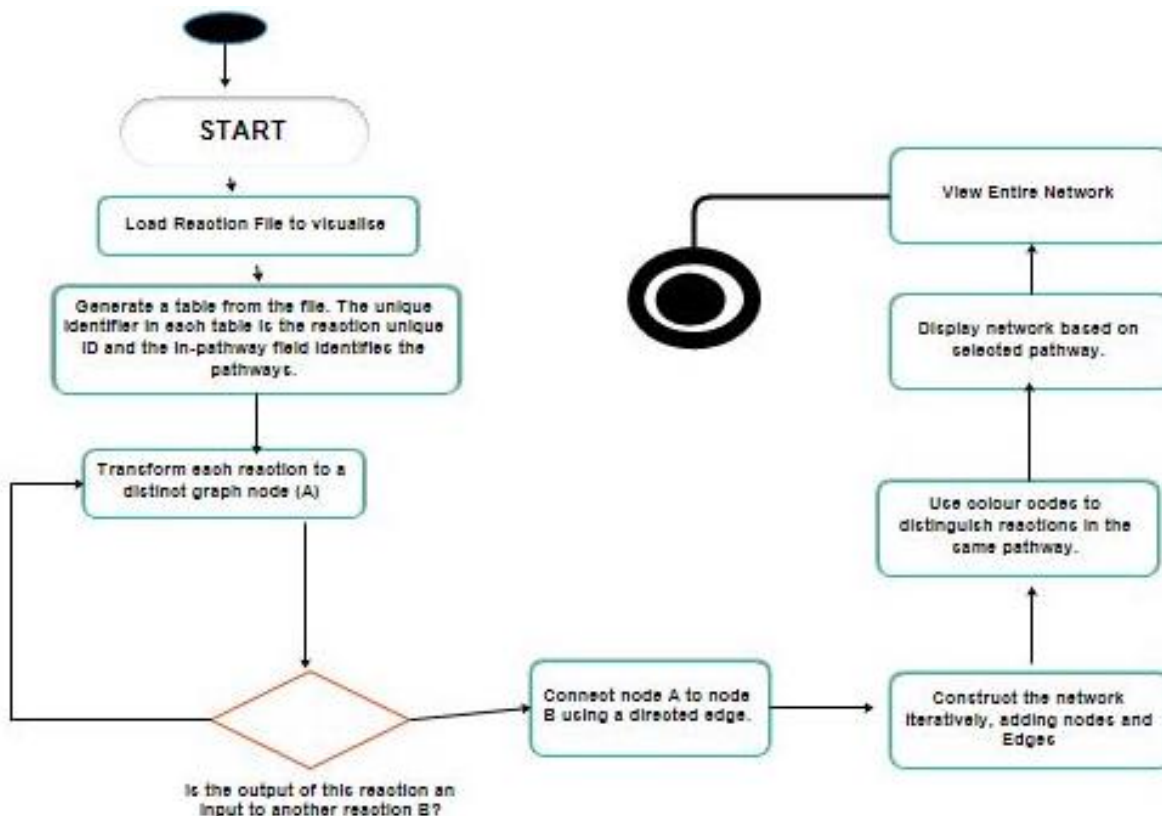 START
Load Reaction File to visualise
Generate a table from the file. The unique
identifier in each table is the reaction unique
ID and the in-pathway field identifies the
pathways.
Transform each reaction to a
distinct graph node (A)
Is the output of this reaction an
input to another reaction B?
Connect node A to node
B using a directed edge.
Construct the network
iteratively, adding nodes and
Edges
Use colour codes to
distinguish reactions in the
same pathway.
Display network based on
selected pathway.
View Entire Network